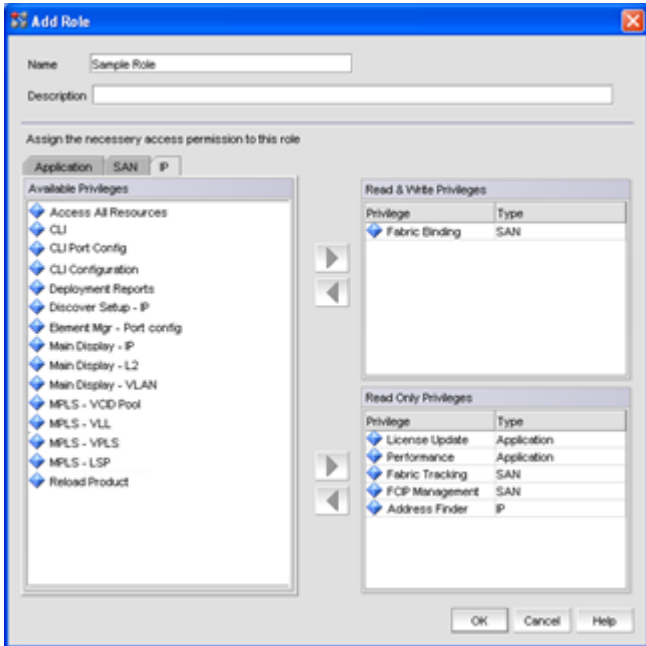 Add Role
Name Sample Role
Description
Assign the necessery access permission to this role
Application SAN IP
Available Privileges
Access All Resources
CLI
CLI Port Config
CLI Configuration
Deployment Reports
Discover Setup - IP
Element Mgr - Port config
Main Display - IP
Main Display - L2
Main Display - VLAN
MPLS - VCID Pool
MPLS - VLL
MPLS - VPLS
MPLS - LSP
Reload Product
Read & Write Privileges
Privilege Type
Fabric Binding SAN
Read Only Privileges
Privilege Type
License Update Application
Performance Application
Fabric Tracking SAN
FCIP Management SAN
Address Finder IP
OK Cancel Help